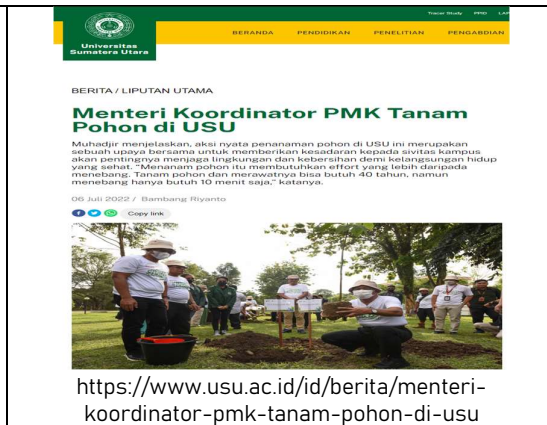 Tracer Study PPID LAP
Universitas
Sumatera Utara
BERANDA PENDIDIKAN PENELITIAN PENGABDIAN
BERITA / LIPUTAN UTAMA
Menteri Koordinator PMK Tanam
Pohon di USU
Muhadjir menjelaskan, aksi nyata penanaman pohon di USU ini merupakan
sebuah upaya bersama untuk memberikan kesadaran kepada sivitas kampus
akan pentingnya menjaga lingkungan dan kebersihan demi kelangsungan hidup
yang sehat. "Menanam pohon itu membutuhkan effort yang lebih daripada
menebang. Tanam pohon dan merawatnya bisa butuh 40 tahun, namun
menebang hanya butuh 10 menit saja," katanya.
06 Juli 2022 / Bambang Riyanto
Copy link
https://www.usu.ac.id/id/berita/menteri-
koordinator-pmk-tanam-pohon-di-usu